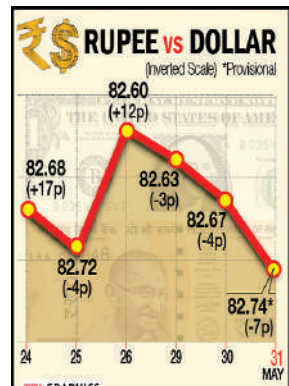 ₹$ RUPEE vs DOLLAR
(Inverted Scale) *Provisional
82.60
(+12p)
82.68
(+17p)
82.63
(-3p)
82.67
(-4p)
82.72
(-4p)
82.74*
(-7p)
24 25 26 29 30 31
MAY
GRAPHICS